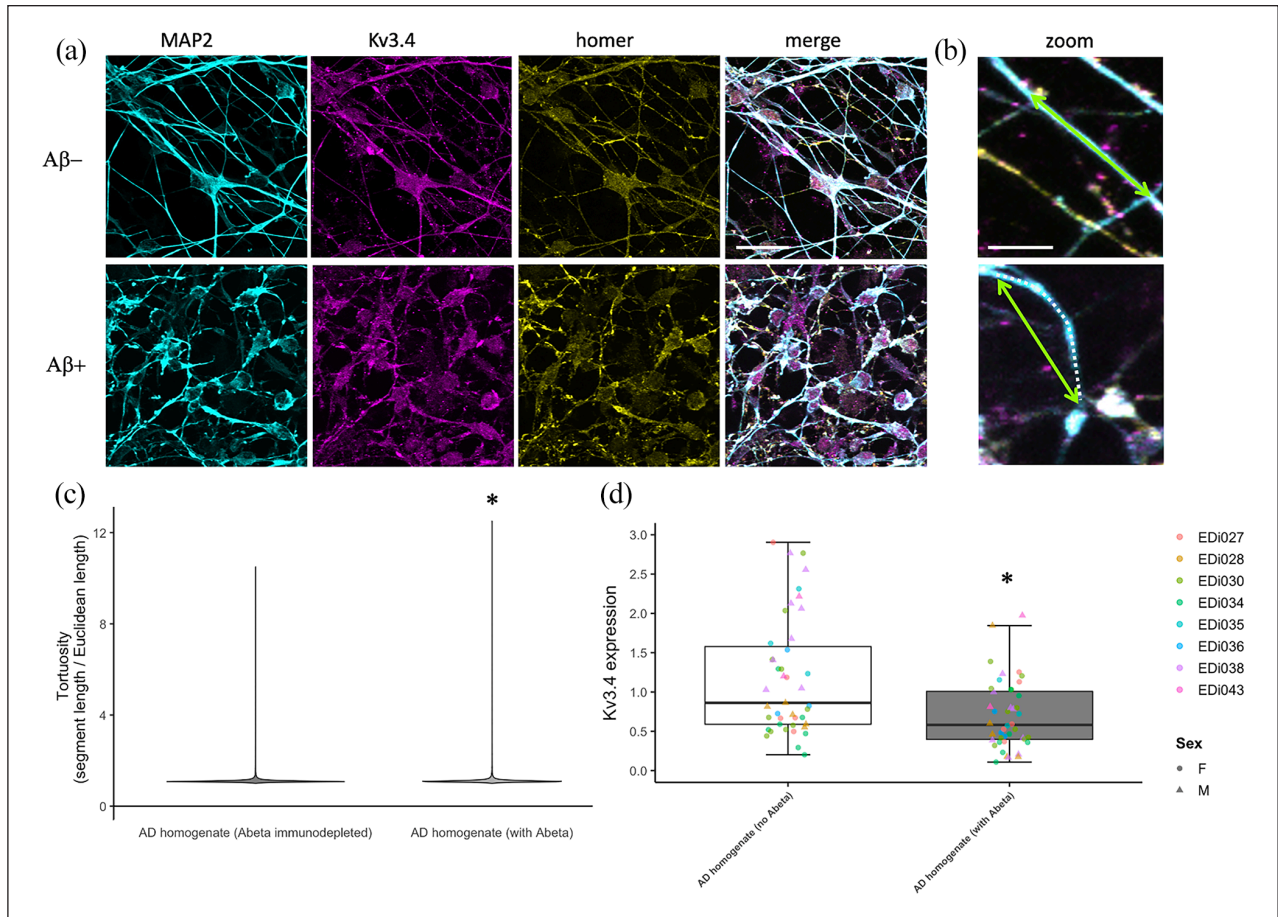 (a) MAP2 Kv3.4 homer merge (b) zoom
Aβ−
Aβ+
(c)
*
12
8
4
0
Tortuosity
(segment length / Euclidean length)
AD homogenate (Abeta immunodepleted) AD homogenate (with Abeta)
(d)
3.0
2.5
2.0
1.5
1.0
0.5
0.0
Kv3.4 expression
*
AD homogenate (no Abeta)
AD homogenate (with Abeta)
EDi027
EDi028
EDi030
EDi034
EDi035
EDi036
EDi038
EDi043
Sex
F
M